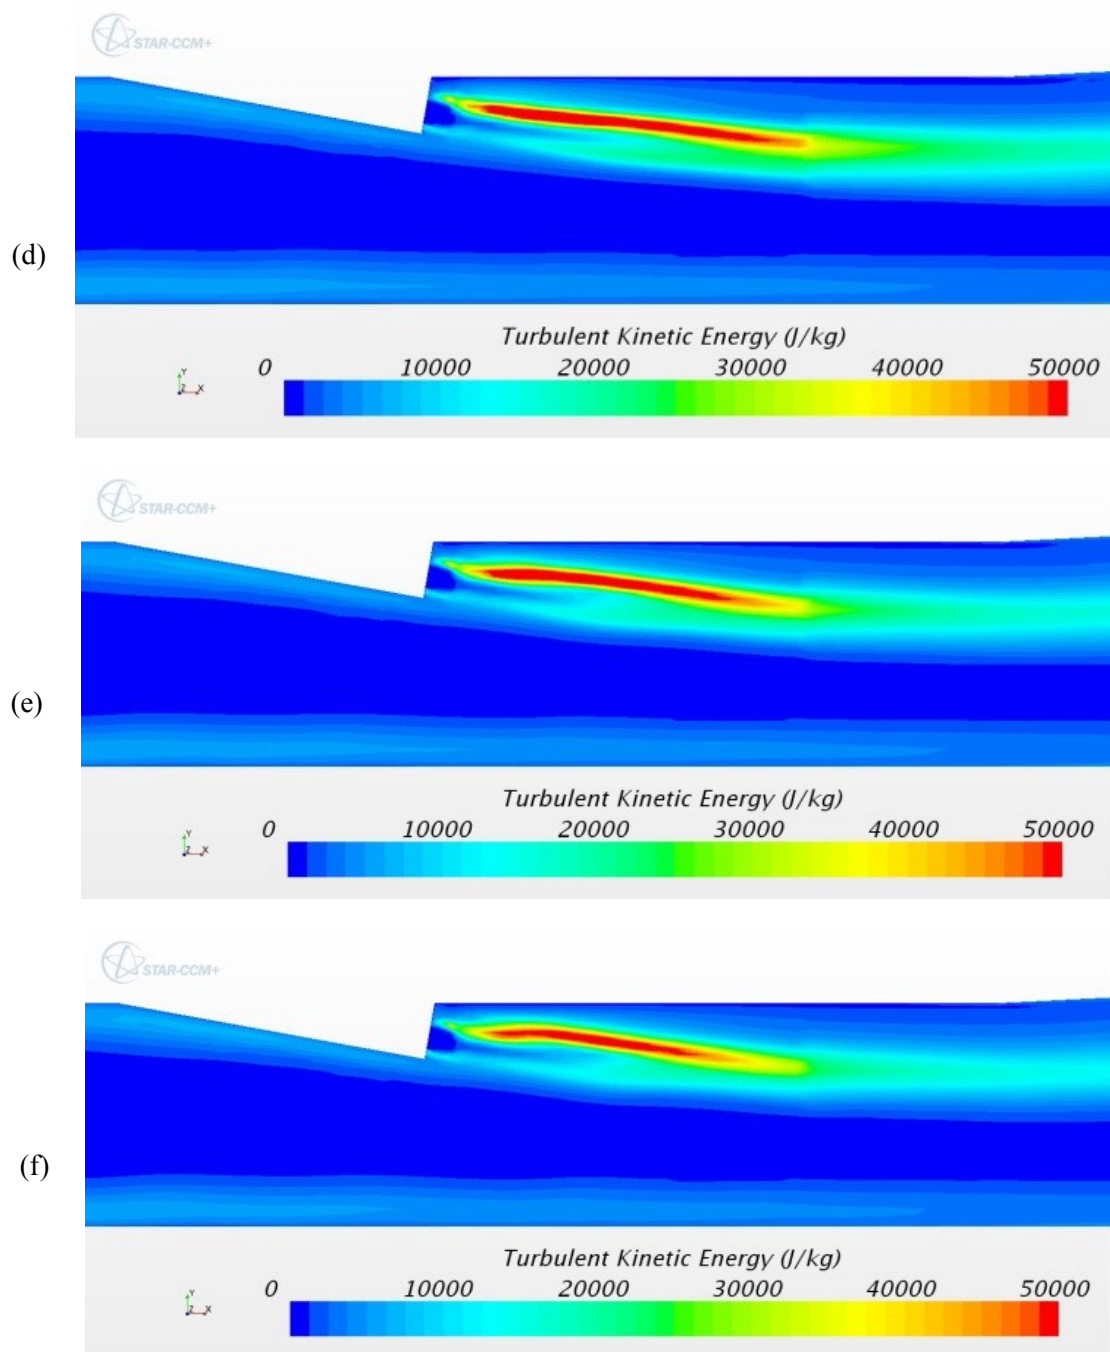 STAR-CCM+
(d)
Turbulent Kinetic Energy (J/kg)
0 10000 20000 30000 40000 50000
Y
Z X
STAR-CCM+
(e)
Turbulent Kinetic Energy (J/kg)
0 10000 20000 30000 40000 50000
Y
Z X
STAR-CCM+
(f)
Turbulent Kinetic Energy (J/kg)
0 10000 20000 30000 40000 50000
Y
Z X